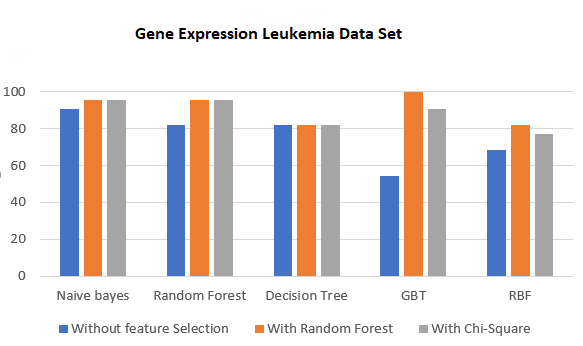 Gene Expression Leukemia Data Set
100
80
60
40
20
0
Naive bayes Random Forest Decision Tree GBT RBF
Without feature Selection With Random Forest With Chi-Square